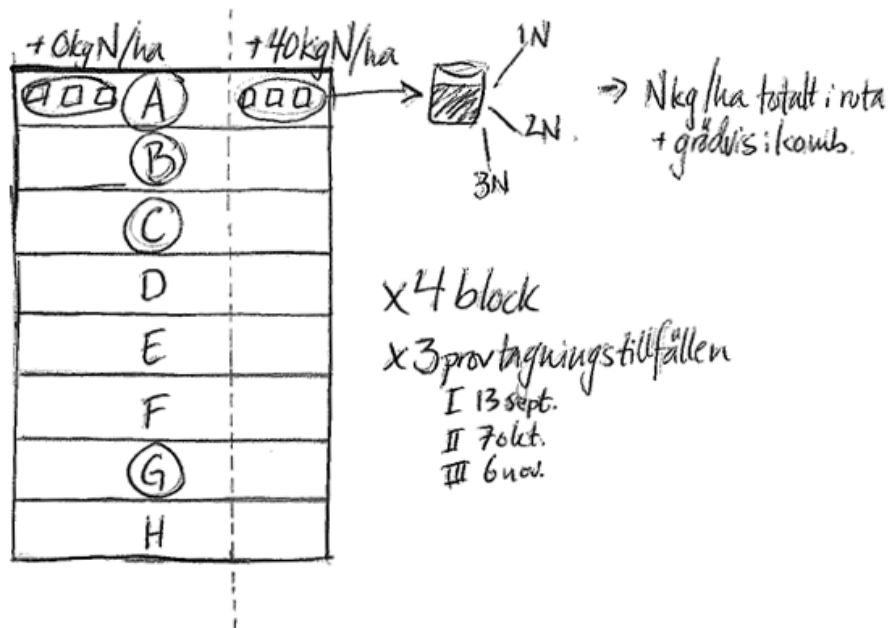 +0kgN/ha
+40kgN/ha
1N
2N
3N
→ Nkg/ha totalt i ruta
+ grödvis i komb.
A
B
C
D
E
F
G
H
x4 block
x3 provtagningstillfällen
I 13 sept.
II 7 okt.
III 6 nov.